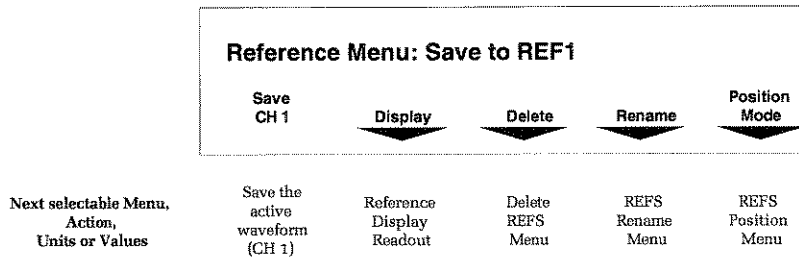 Reference Menu: Save to REF1
Save
CH 1
Display
Delete
Rename
Position
Mode
Next selectable Menu,
Action,
Units or Values
Save the
active
waveform
(CH 1)
Reference
Display
Readout
Delete
REFS
Menu
REFS
Rename
Menu
REFS
Position
Menu